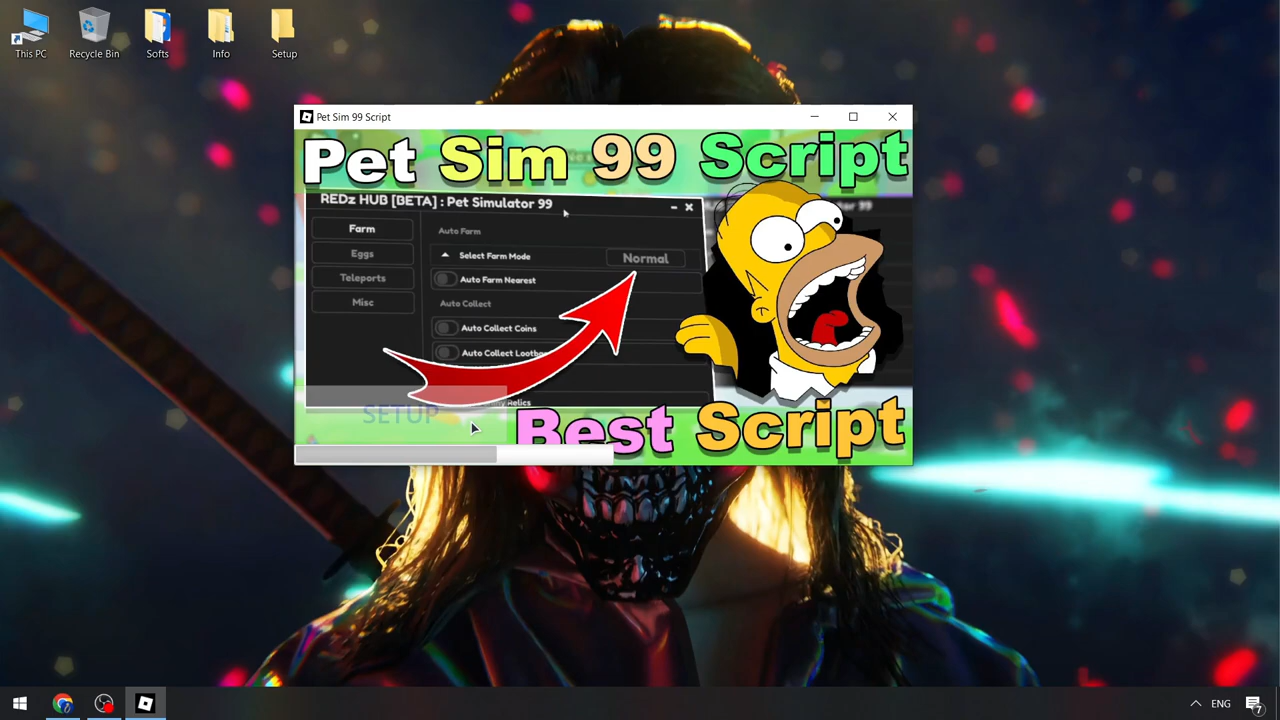 This PC
Recycle Bin
Softs
Info
Setup
Pet Sim 99 Script
Pet Sim 99 Script
REDz HUB [BETA] : Pet Simulator 99
Farm
Eggs
Teleports
Misc
Auto Farm
Select Farm Mode
Normal
Auto Farm Nearest
Auto Collect
Auto Collect Coins
Auto Collect
Relics
SETUP
Best Script
ENG
7